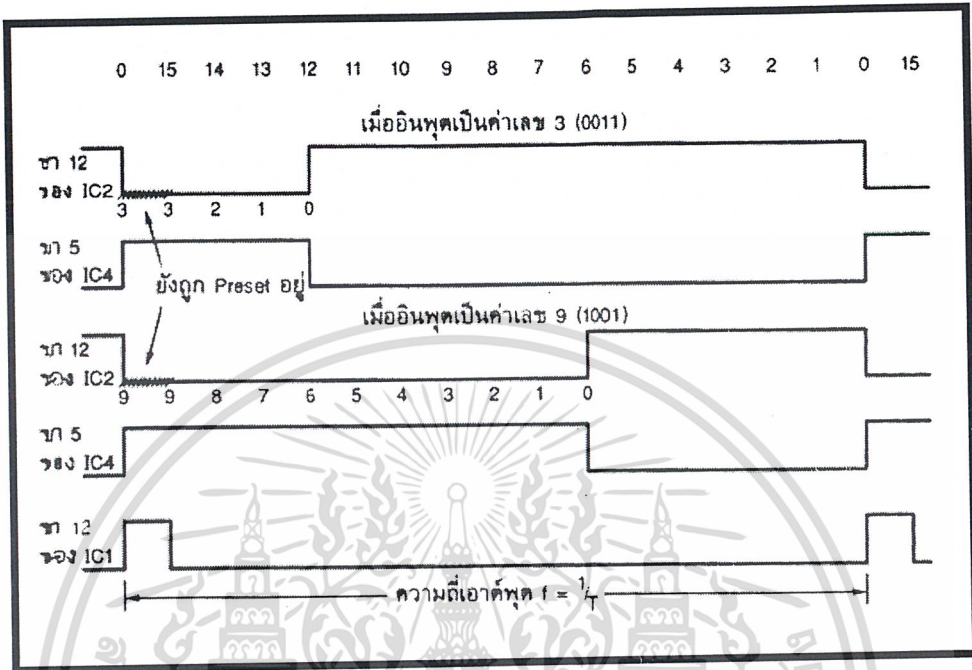 0 15 14 13 12 11 10 9 8 7 6 5 4 3 2 1 0 15
เมื่ออินพุตเป็นค่าเลข 3 (0011)
ขา 12
ของ IC2
3 3 2 1 0
ขา 5
ของ IC4
ยังถูก Preset อยู่
เมื่ออินพุตเป็นค่าเลข 9 (1001)
ขา 12
ของ IC2
9 9 8 7 6 5 4 3 2 1 0
ขา 5
ของ IC4
ขา 12
ของ IC1
ความถี่เอาต์พุต f = 1/T